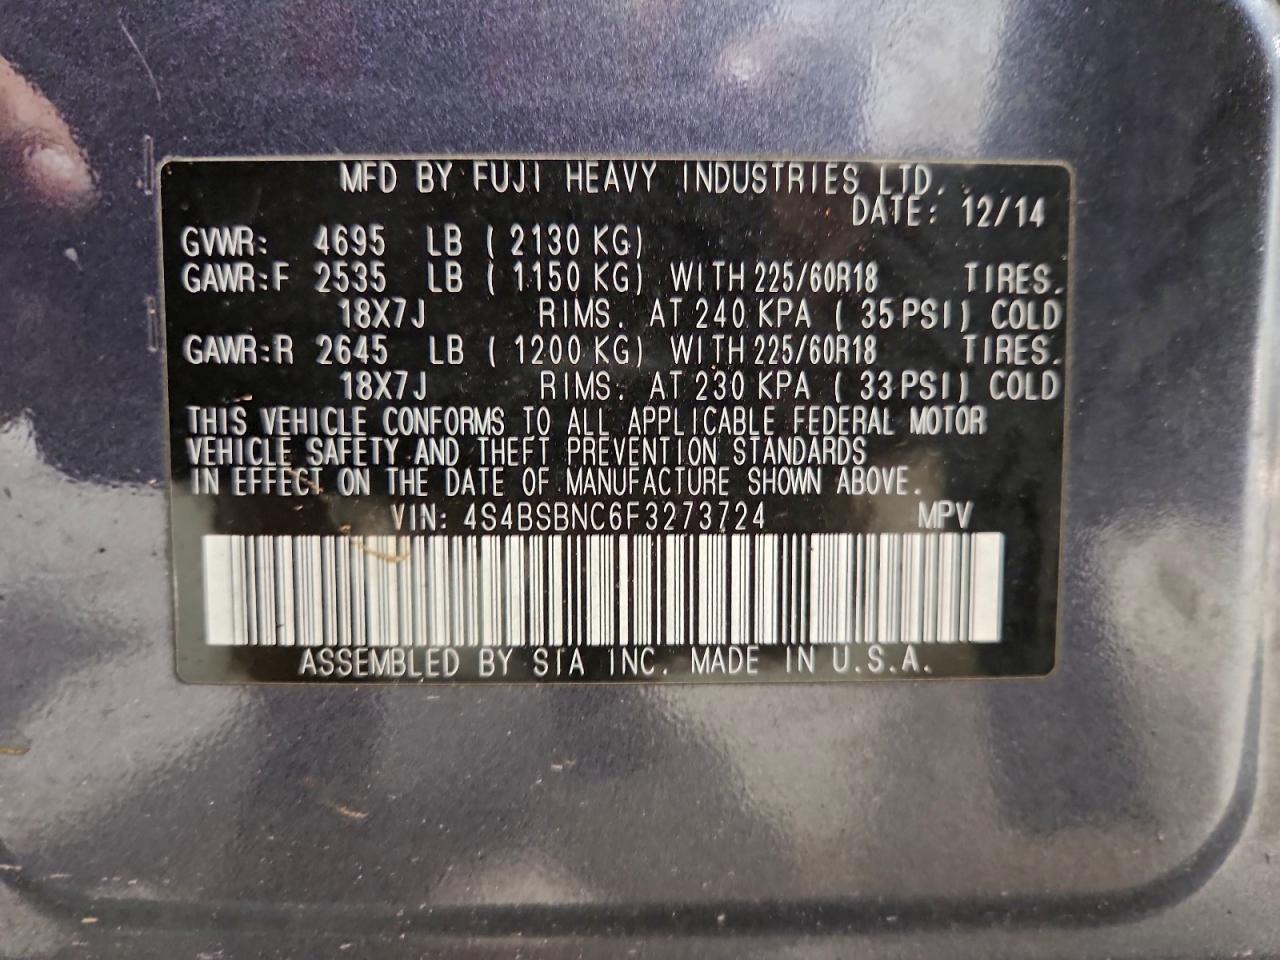 MFD BY FUJI HEAVY INDUSTRIES LTD.
DATE: 12/14
GVWR: 4695 LB ( 2130 KG)
GAWR:F 2535 LB ( 1150 KG) WITH 225/60R18 TIRES.
18X7J RIMS. AT 240 KPA ( 35 PSI) COLD
GAWR:R 2645 LB ( 1200 KG) WITH 225/60R18 TIRES.
18X7J RIMS. AT 230 KPA ( 33 PSI) COLD
THIS VEHICLE CONFORMS TO ALL APPLICABLE FEDERAL MOTOR
VEHICLE SAFETY AND THEFT PREVENTION STANDARDS
IN EFFECT ON THE DATE OF MANUFACTURE SHOWN ABOVE.
VIN: 4S4BSBNC6F3273724 MPV
ASSEMBLED BY SIA INC. MADE IN U.S.A.